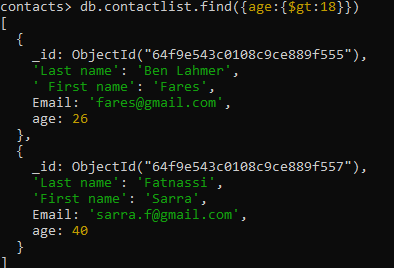 contacts> db.contactlist.find({age:{$gt:18}})
[
  {
    _id: ObjectId("64f9e543c0108c9ce889f555"),
    'Last name': 'Ben Lahmer',
    ' First name': 'Fares',
    Email: 'fares@gmail.com',
    age: 26
  },
  {
    _id: ObjectId("64f9e543c0108c9ce889f557"),
    'Last name': 'Fatnassi',
    'First name': 'Sarra',
    Email: 'sarra.f@gmail.com',
    age: 40
  }
]